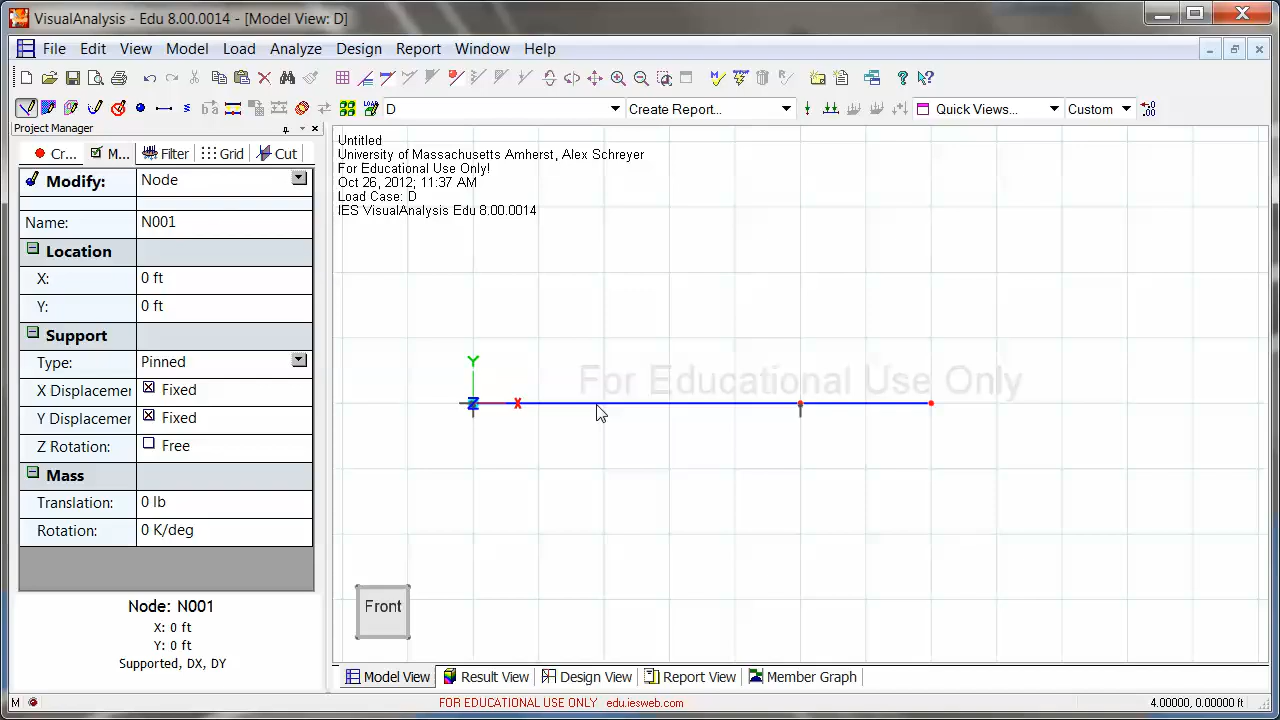 VisualAnalysis - Edu 8.00.0014 - [Model View: D]
File Edit View Model Load Analyze Design Report Window Help
D Create Report... Quick Views... Custom
Project Manager
Cr... M... Filter Grid Cut
Modify: Node
Name: N001
Location
X: 0 ft
Y: 0 ft
Support
Type: Pinned
X Displacemer Fixed
Y Displacemer Fixed
Z Rotation: Free
Mass
Translation: 0 lb
Rotation: 0 K/deg
Node: N001
X: 0 ft
Y: 0 ft
Supported, DX, DY
Untitled
University of Massachusetts Amherst, Alex Schreyer
For Educational Use Only!
Oct 26, 2012; 11:37 AM
Load Case: D
IES VisualAnalysis Edu 8.00.0014
Y
For Educational Use Only
Z X
Front
Model View Result View Design View Report View Member Graph
M FOR EDUCATIONAL USE ONLY edu.iesweb.com 4.00000, 0.00000 ft